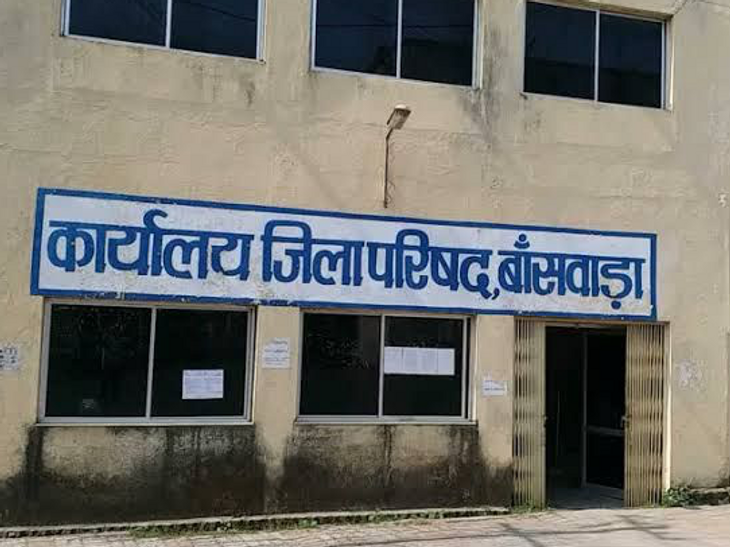 कार्यालय जिला परिषद, बाँसवाड़ा